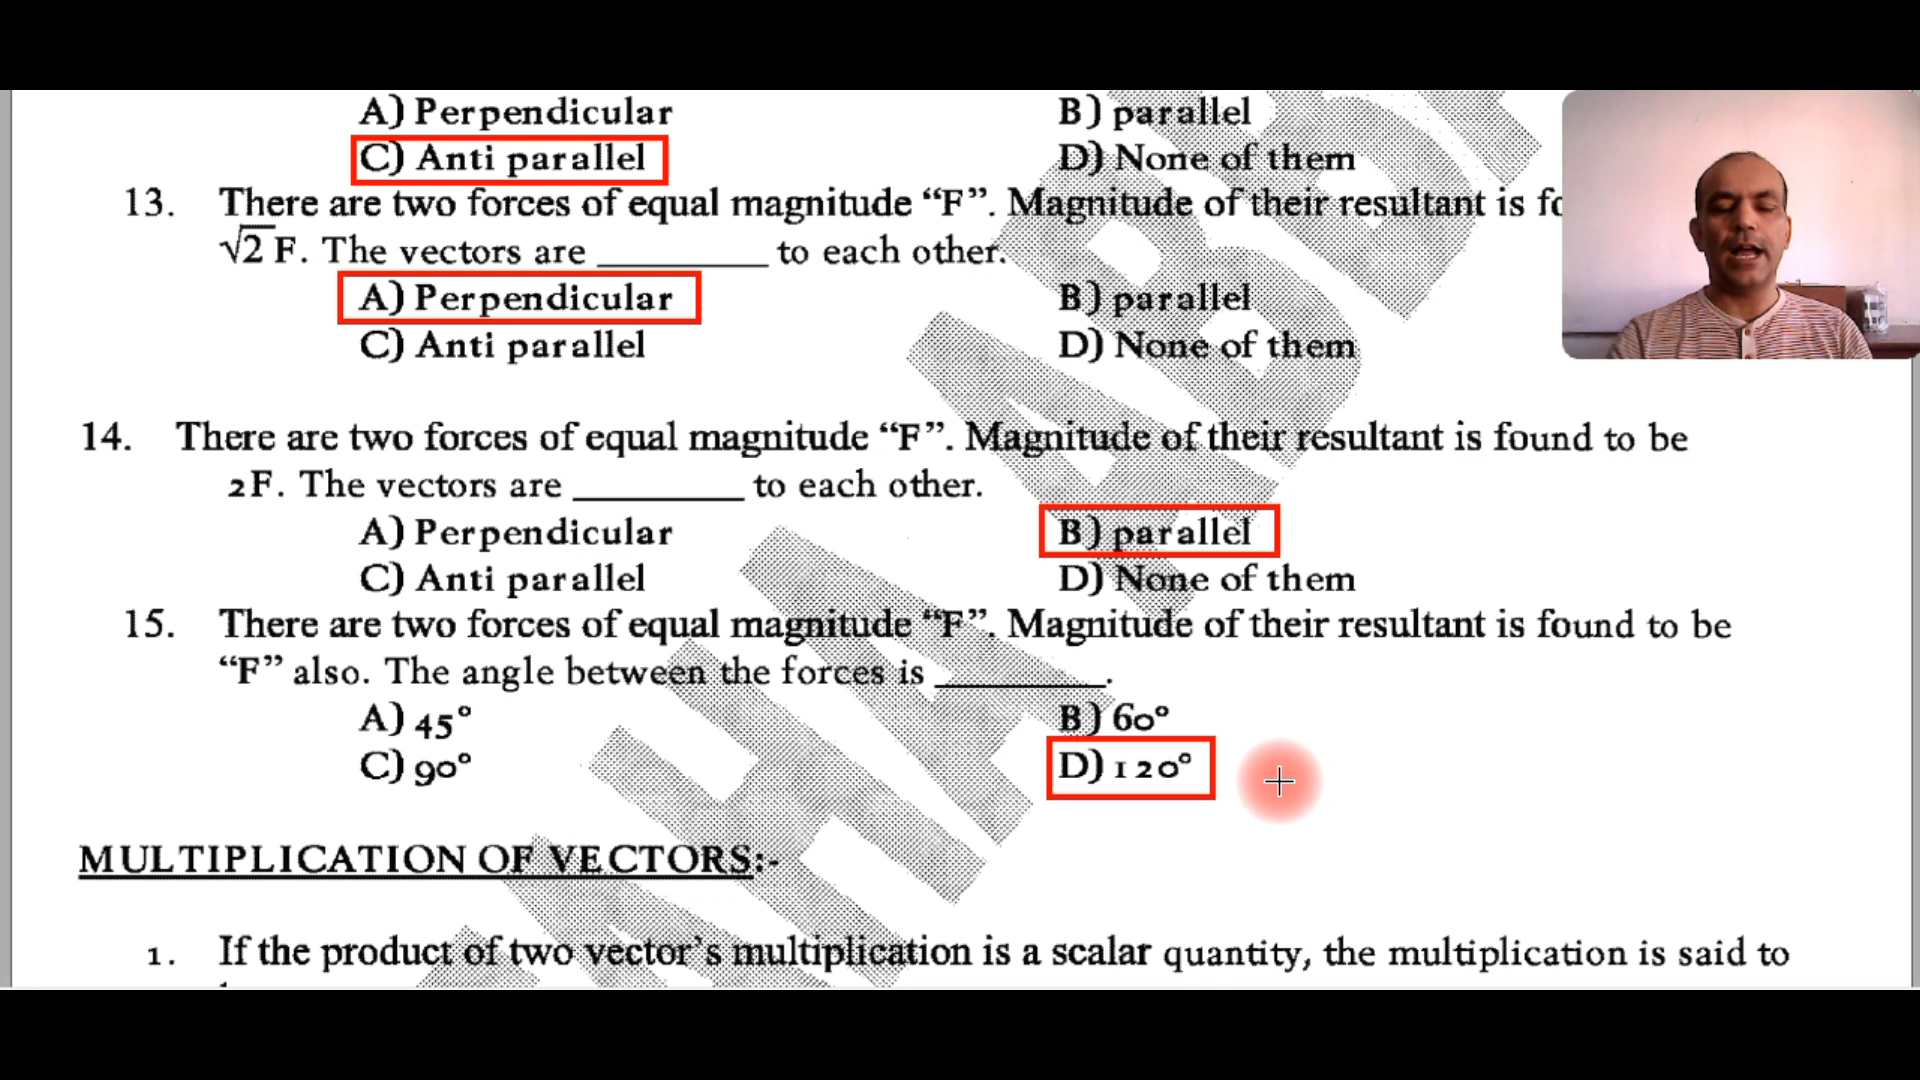 A) Perpendicular
B) parallel
C) Anti parallel
D) None of them
13. There are two forces of equal magnitude “F”. Magnitude of their resultant is
√2 F. The vectors are _________ to each other.
A) Perpendicular
B) parallel
C) Anti parallel
D) None of them
14. There are two forces of equal magnitude “F”. Magnitude of their resultant is found to be
2F. The vectors are _________ to each other.
A) Perpendicular
B) parallel
C) Anti parallel
D) None of them
15. There are two forces of equal magnitude “F”. Magnitude of their resultant is found to be
“F” also. The angle between the forces is _________.
A) 45°
B) 60°
C) 90°
D) 120°
MULTIPLICATION OF VECTORS:-
1. If the product of two vector’s multiplication is a scalar quantity, the multiplication is said to